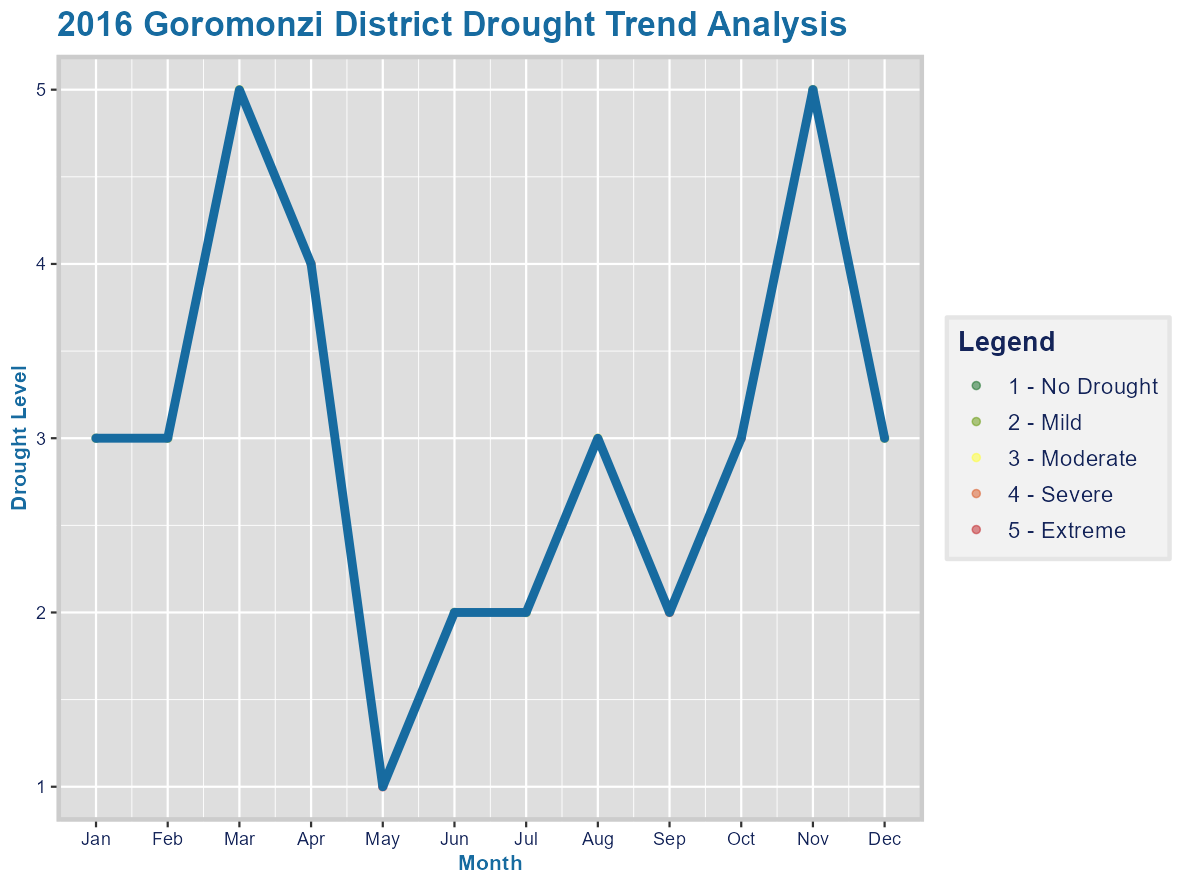 2016 Goromonzi District Drought Trend Analysis
Drought Level
5
4
3
2
1
Jan Feb Mar Apr May Jun Jul Aug Sep Oct Nov Dec
Month
Legend
1 - No Drought
2 - Mild
3 - Moderate
4 - Severe
5 - Extreme